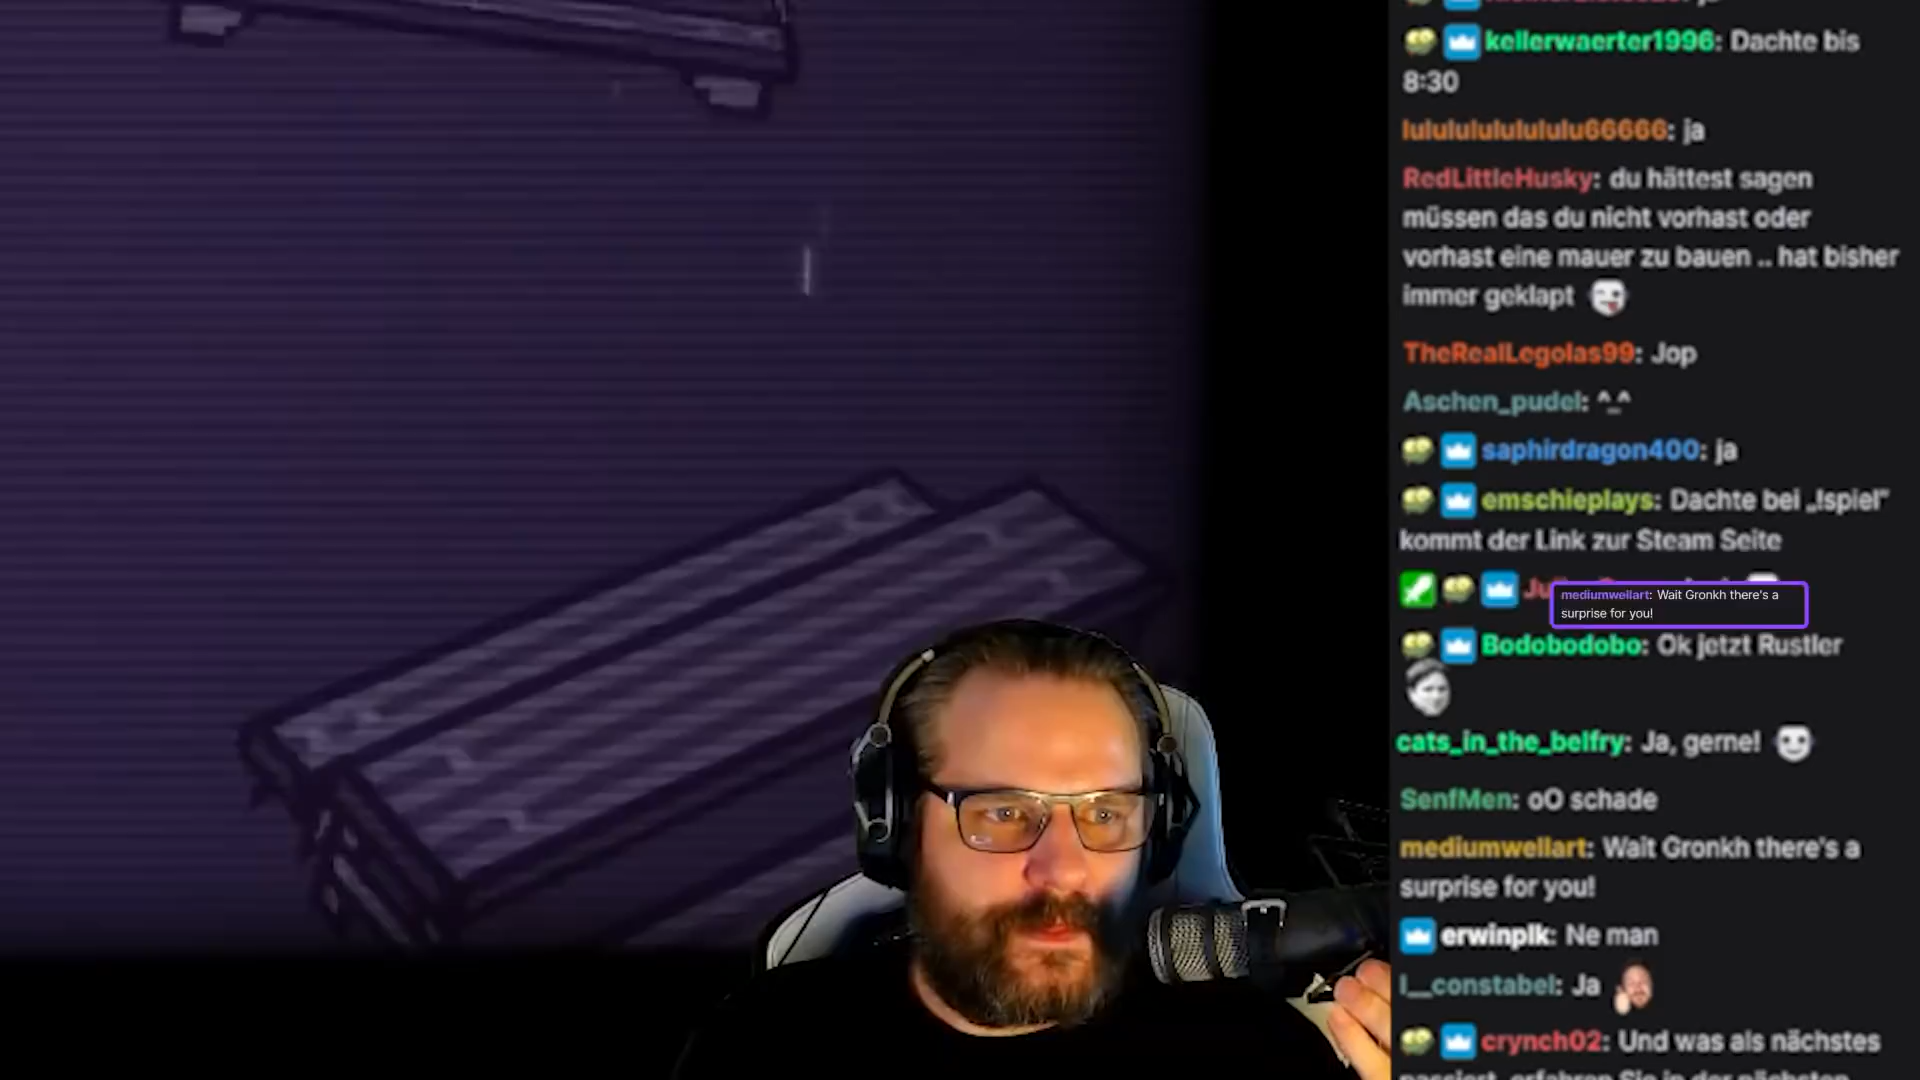 kellerwaerter1996: Dachte bis
8:30
lulululululululu66666: ja
RedLittleHusky: du hättest sagen
müssen das du nicht vorhast oder
vorhast eine mauer zu bauen .. hat bisher
immer geklapt
TheRealLegolas99: Jop
Aschen_pudel: ^_^
saphirdragon400: ja
emschieplays: Dachte bei „!spiel"
kommt der Link zur Steam Seite
mediumwellart: Wait Gronkh there's a
surprise for you!
Bodobodobo: Ok jetzt Rustler
cats_in_the_belfry: Ja, gerne!
SenfMen: oO schade
mediumwellart: Wait Gronkh there's a
surprise for you!
erwinplk: Ne man
l__constabel: Ja
crynch02: Und was als nächstes